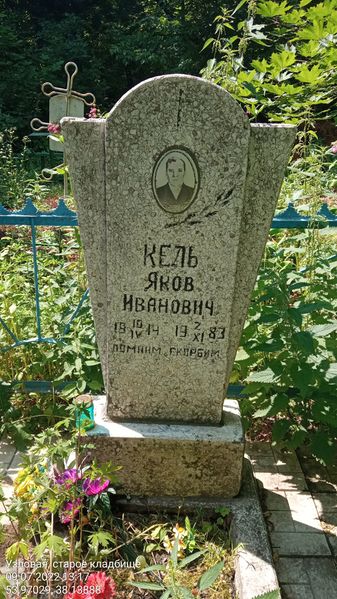 КЕЛЬ
ЯКОВ
ИВАНОВИЧ
19 10/IV 14 19 2/XI 83
ПОМНИМ, СКОРБИМ
Узловая, старое кладбище
09.07.2022 13:17
53,97029, 38,13888